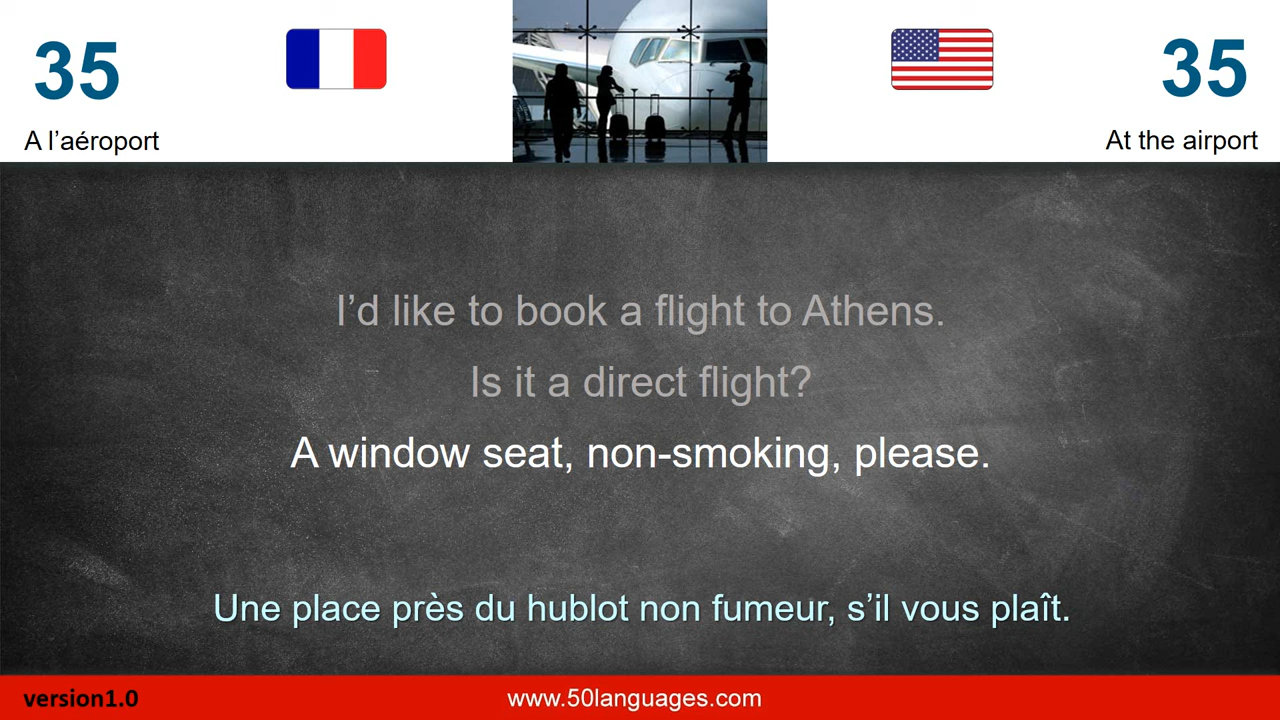 35
35
A l’aéroport
At the airport
I’d like to book a flight to Athens.
Is it a direct flight?
A window seat, non-smoking, please.
Une place près du hublot non fumeur, s’il vous plaît.
version1.0
www.50languages.com